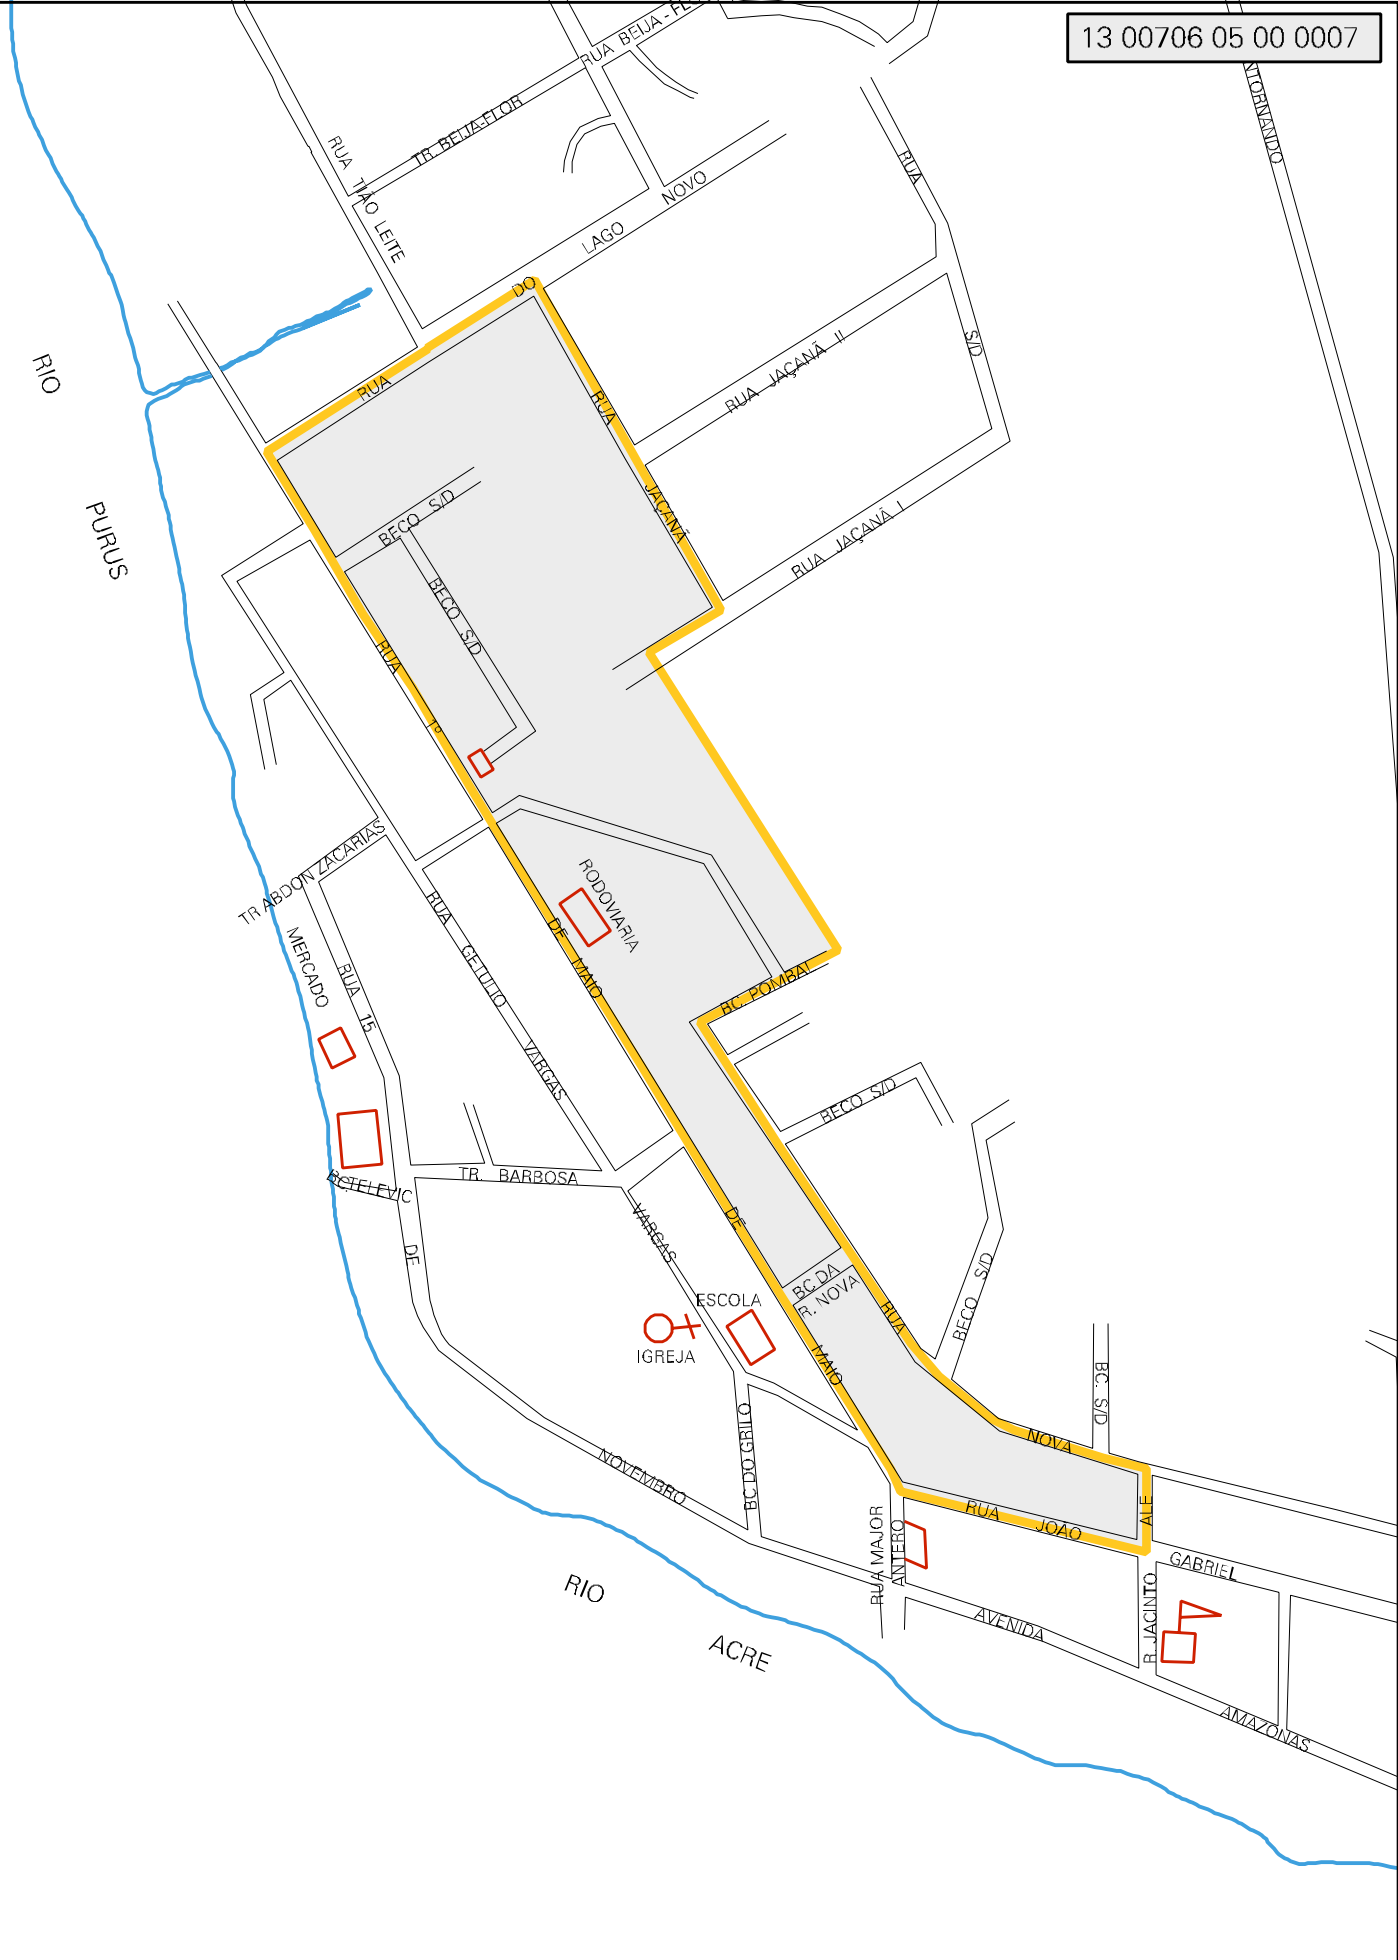 13 00706 05 00 0007
RUA BEIJA-FLO
TR. BEIJA-FLOR
NTORNANDO
RUA TIÃO LEITE
RUA
S/D
RUA DO LAGO NOVO
RIO PURUS
RUA JAÇANÃ II
RUA JAÇANÃ
BECO S/D
RUA JAÇANÃ I
BECO S/D
RUA 1º DE MAIO
TR ABDON ZACARIAS
RODOVIARIA
RUA GETULIO VARGAS
MERCADO
RUA 15
BC. POMBAL
BECO S/D
TR. BARBOSA
BC TELEVIC
DE
VARGAS
DE MAIO
BC DA
R. NOVA
ESCOLA
IGREJA
BECO S/D
RUA NOVA
BC. S/D
BC DO GRILO
NOVEMBRO
RUA MAJOR
ANTERO
RUA JOÃO
ALE
GABRIEL
R. JACINTO
AVENIDA
AMAZONAS
RIO ACRE